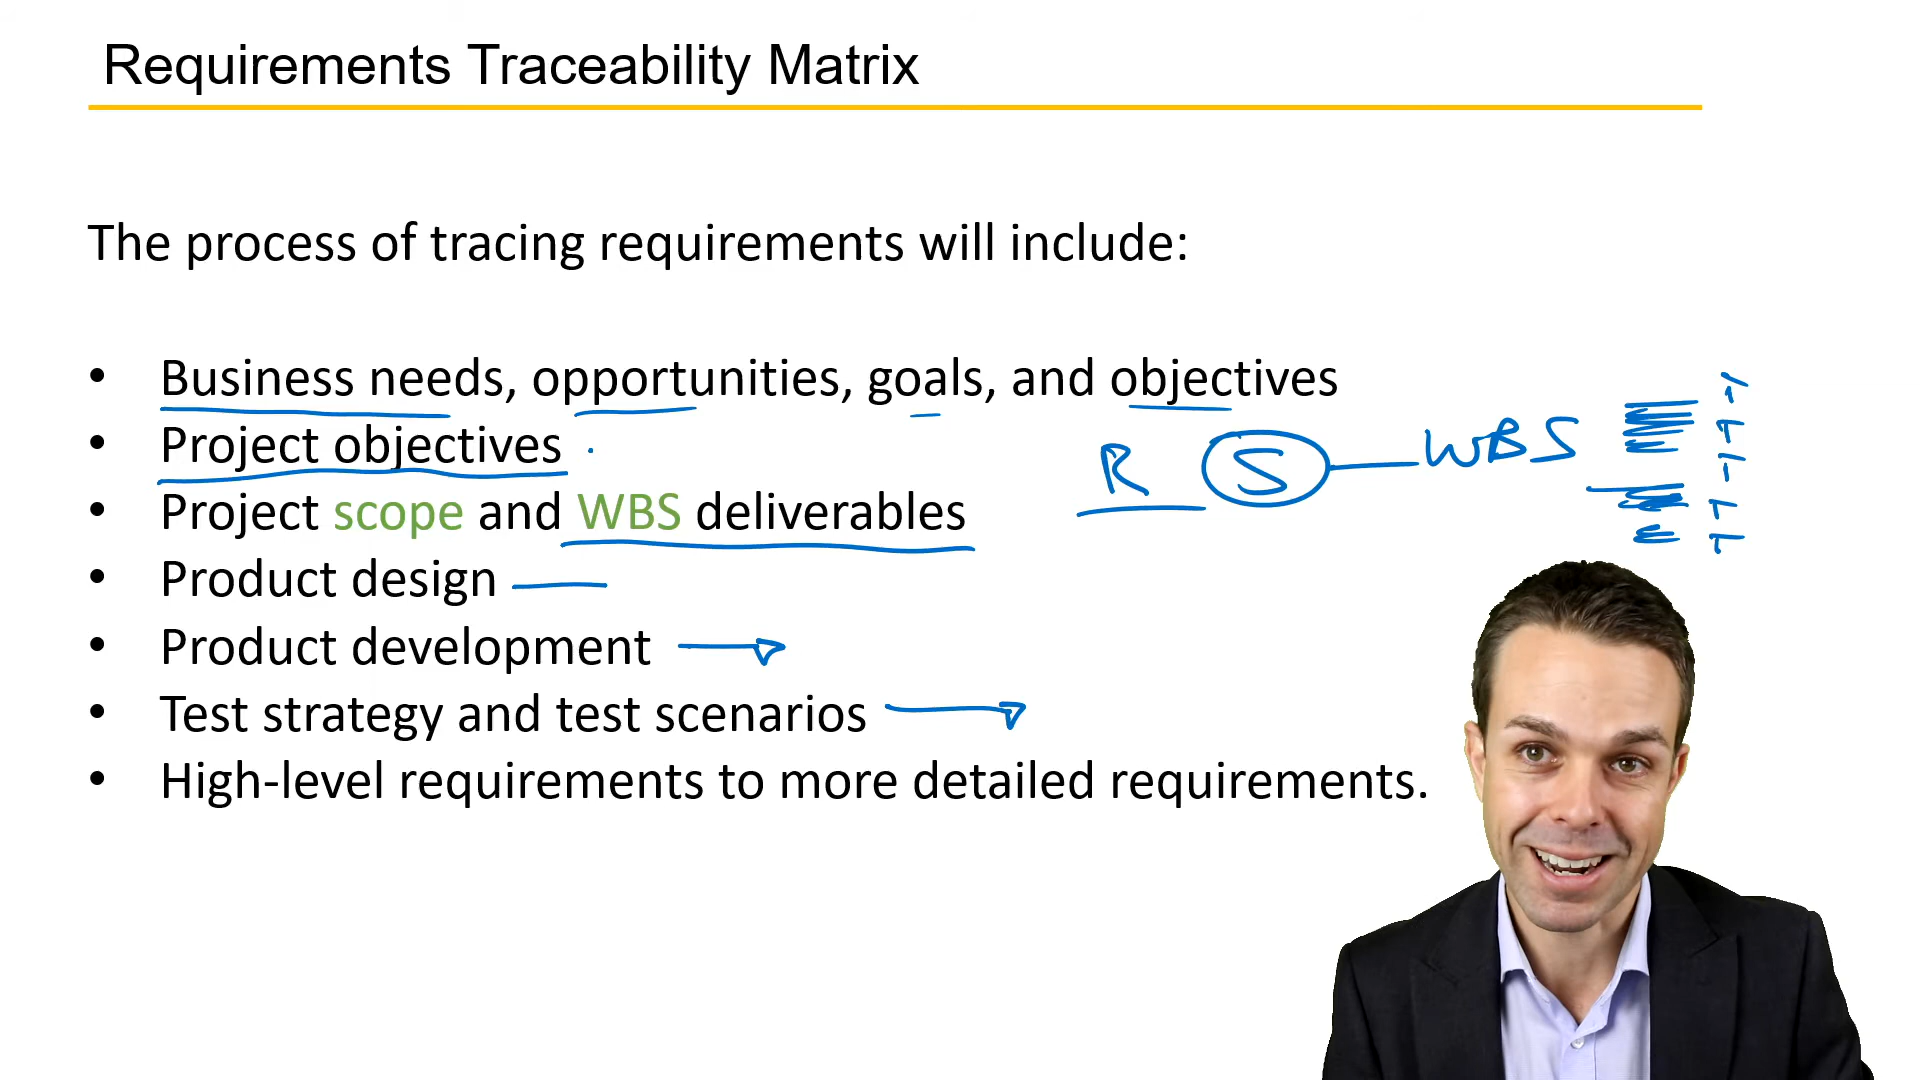 Requirements Traceability Matrix
The process of tracing requirements will include:
• Business needs, opportunities, goals, and objectives
• Project objectives
• Project scope and WBS deliverables
• Product design
• Product development
• Test strategy and test scenarios
• High-level requirements to more detailed requirements.
R S WBS